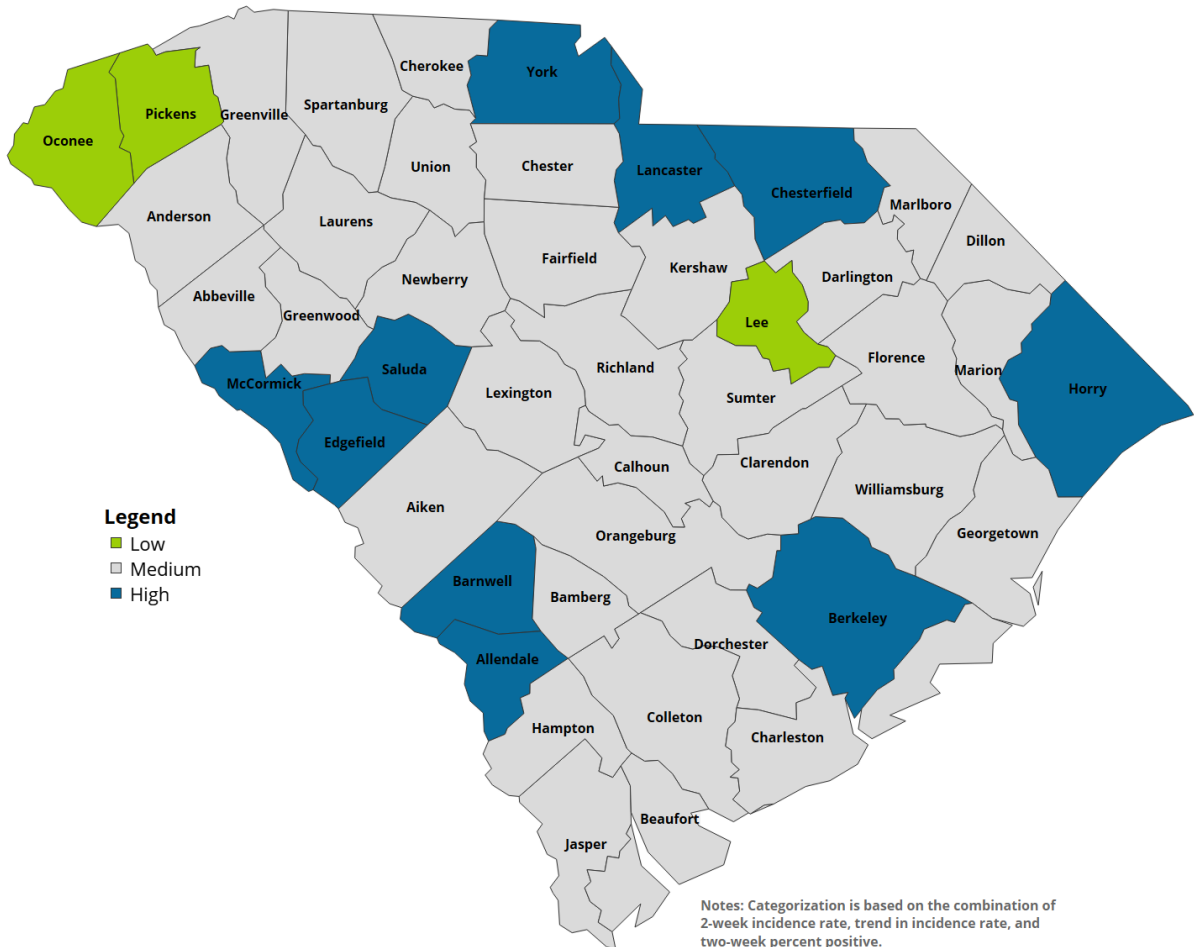 Cherokee
York
Spartanburg
Greenville
Pickens
Oconee
Union
Chester
Lancaster
Chesterfield
Marlboro
Anderson
Laurens
Dillon
Fairfield
Kershaw
Newberry
Darlington
Abbeville
Greenwood
Lee
Florence
Marion
Richland
Saluda
McCormick
Horry
Lexington
Sumter
Edgefield
Calhoun
Clarendon
Williamsburg
Aiken
Orangeburg
Georgetown
Legend
Low
Medium
High
Barnwell
Bamberg
Berkeley
Dorchester
Allendale
Colleton
Hampton
Charleston
Beaufort
Jasper
Notes: Categorization is based on the combination of
2-week incidence rate, trend in incidence rate, and
two-week percent positive.